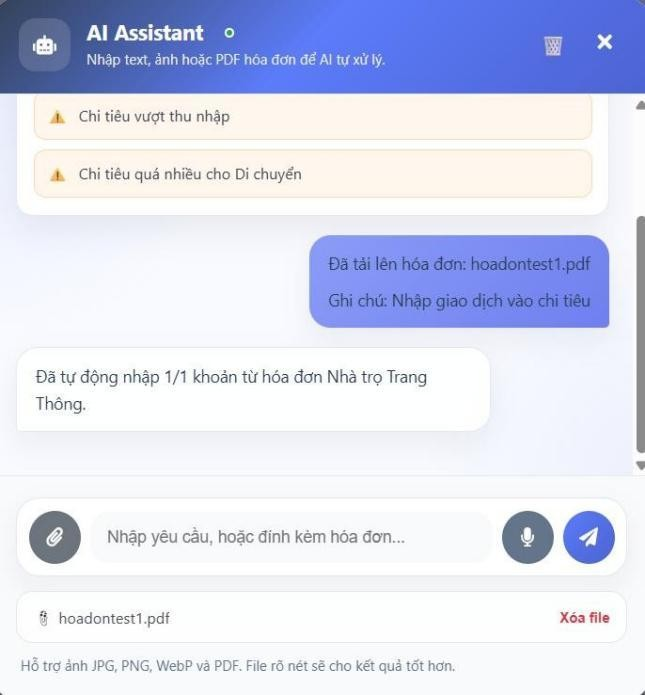 AI Assistant
Nhập text, ảnh hoặc PDF hóa đơn để AI tự xử lý.
Chi tiêu vượt thu nhập
Chi tiêu quá nhiều cho Di chuyển
Đã tải lên hóa đơn: hoadontest1.pdf
Ghi chú: Nhập giao dịch vào chi tiêu
Đã tự động nhập 1/1 khoản từ hóa đơn Nhà trọ Trang
Thông.
Nhập yêu cầu, hoặc đính kèm hóa đơn...
hoadontest1.pdf
Xóa file
Hỗ trợ ảnh JPG, PNG, WebP và PDF. File rõ nét sẽ cho kết quả tốt hơn.